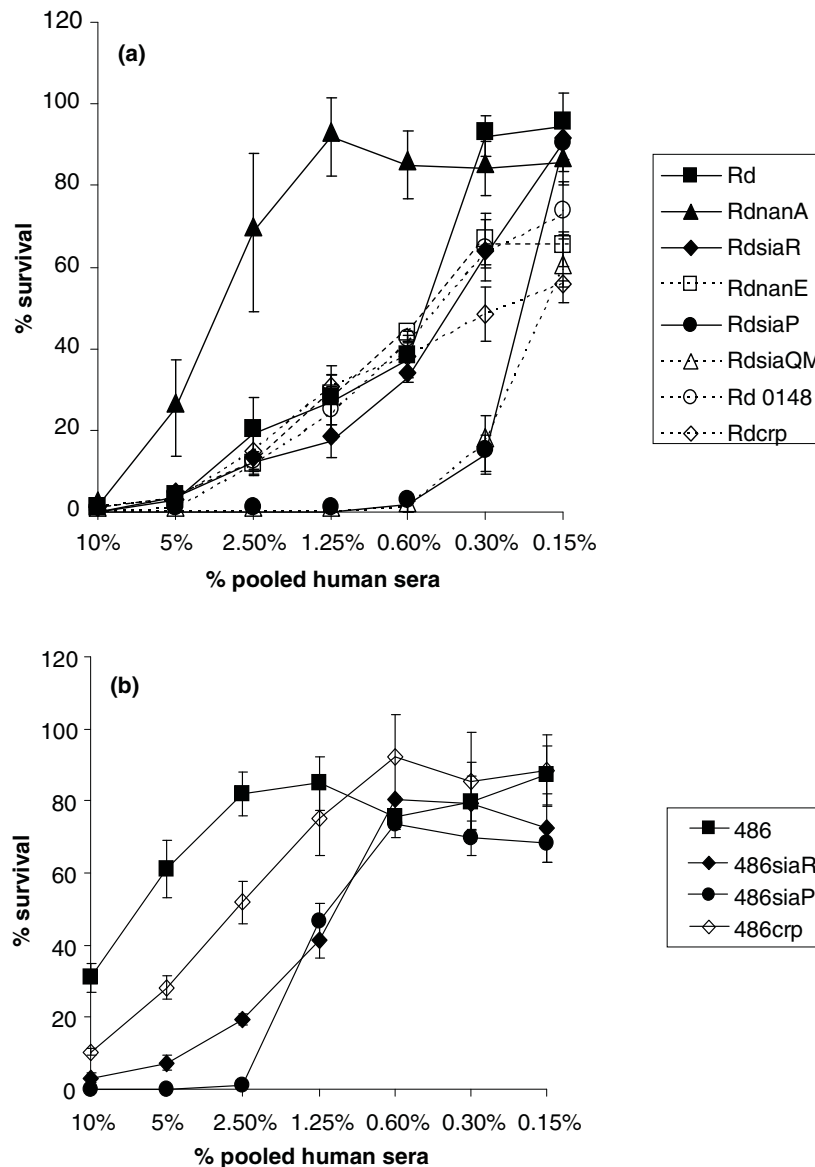 (a)
120
100
80
60
40
20
0
% survival
10% 5% 2.50% 1.25% 0.60% 0.30% 0.15%
% pooled human sera
Rd
RdnanA
RdsiaR
RdnanE
RdsiaP
RdsiaQM
Rd 0148
Rdcrp
(b)
120
100
80
60
40
20
0
% survival
10% 5% 2.50% 1.25% 0.60% 0.30% 0.15%
% pooled human sera
486
486siaR
486siaP
486crp